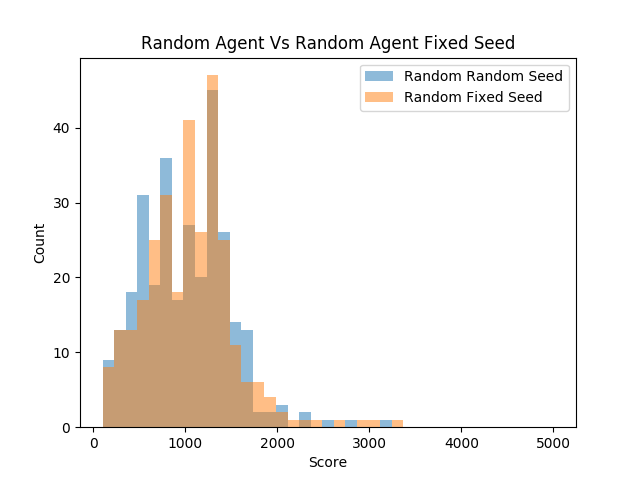 Random Agent Vs Random Agent Fixed Seed
Random Random Seed
Random Fixed Seed
Count
40
30
20
10
0
0 1000 2000 3000 4000 5000
Score